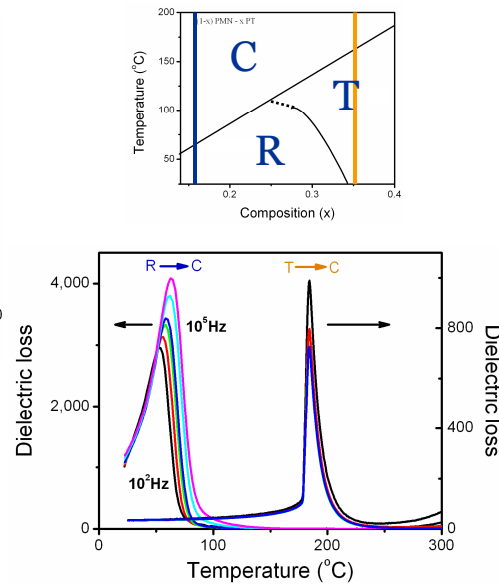 (1-x) PMN - x PT
C
T
R
200
150
100
50
Temperature (°C)
0.2
0.3
0.4
Composition (x)
R → C
T → C
4,000
2,000
0
Dielectric loss
10⁵Hz
10²Hz
800
400
0
Dielectric loss
0
100
200
300
Temperature (°C)
0